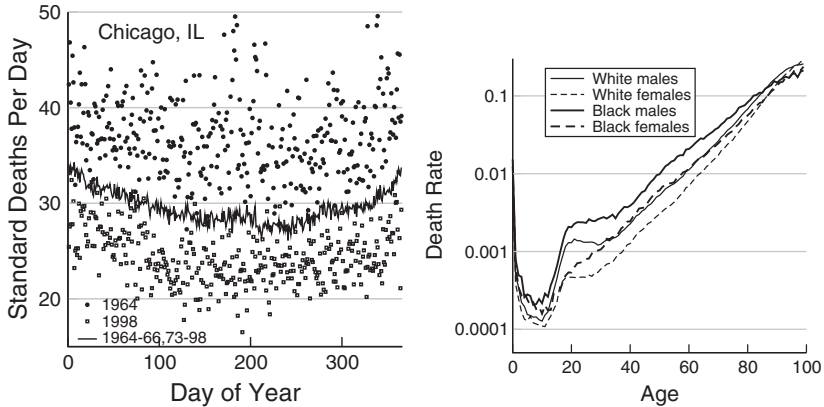 50
40
30
20
Standard Deaths Per Day
Chicago, IL
1964
1998
1964-66,73-98
0
100
200
300
Day of Year
White males
White females
Black males
Black females
0.1
0.01
0.001
0.0001
Death Rate
0
20
40
60
80
100
Age